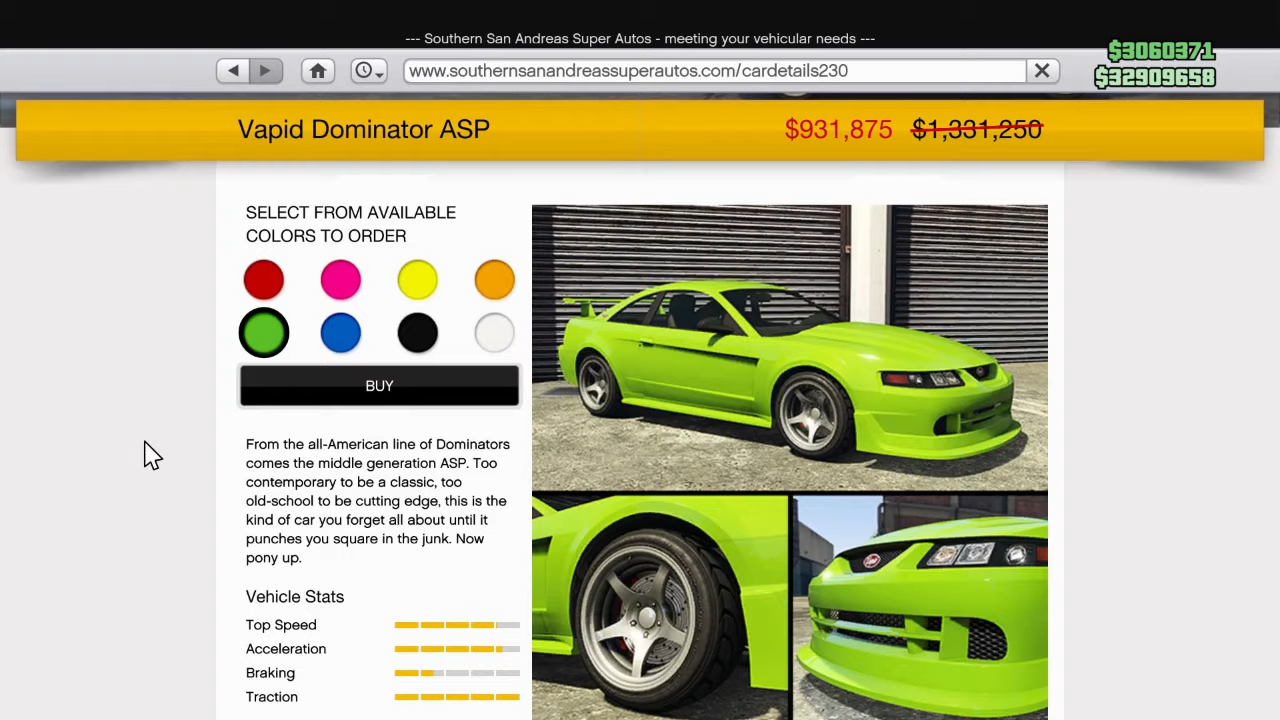 --- Southern San Andreas Super Autos - meeting your vehicular needs ---
$3060371
www.southernsanandreassuperautos.com/cardetails230
$32909658
Vapid Dominator ASP
$931,875 $1,331,250
SELECT FROM AVAILABLE
COLORS TO ORDER
BUY
From the all-American line of Dominators
comes the middle generation ASP. Too
contemporary to be a classic, too
old-school to be cutting edge, this is the
kind of car you forget all about until it
punches you square in the junk. Now
pony up.
Vehicle Stats
Top Speed
Acceleration
Braking
Traction